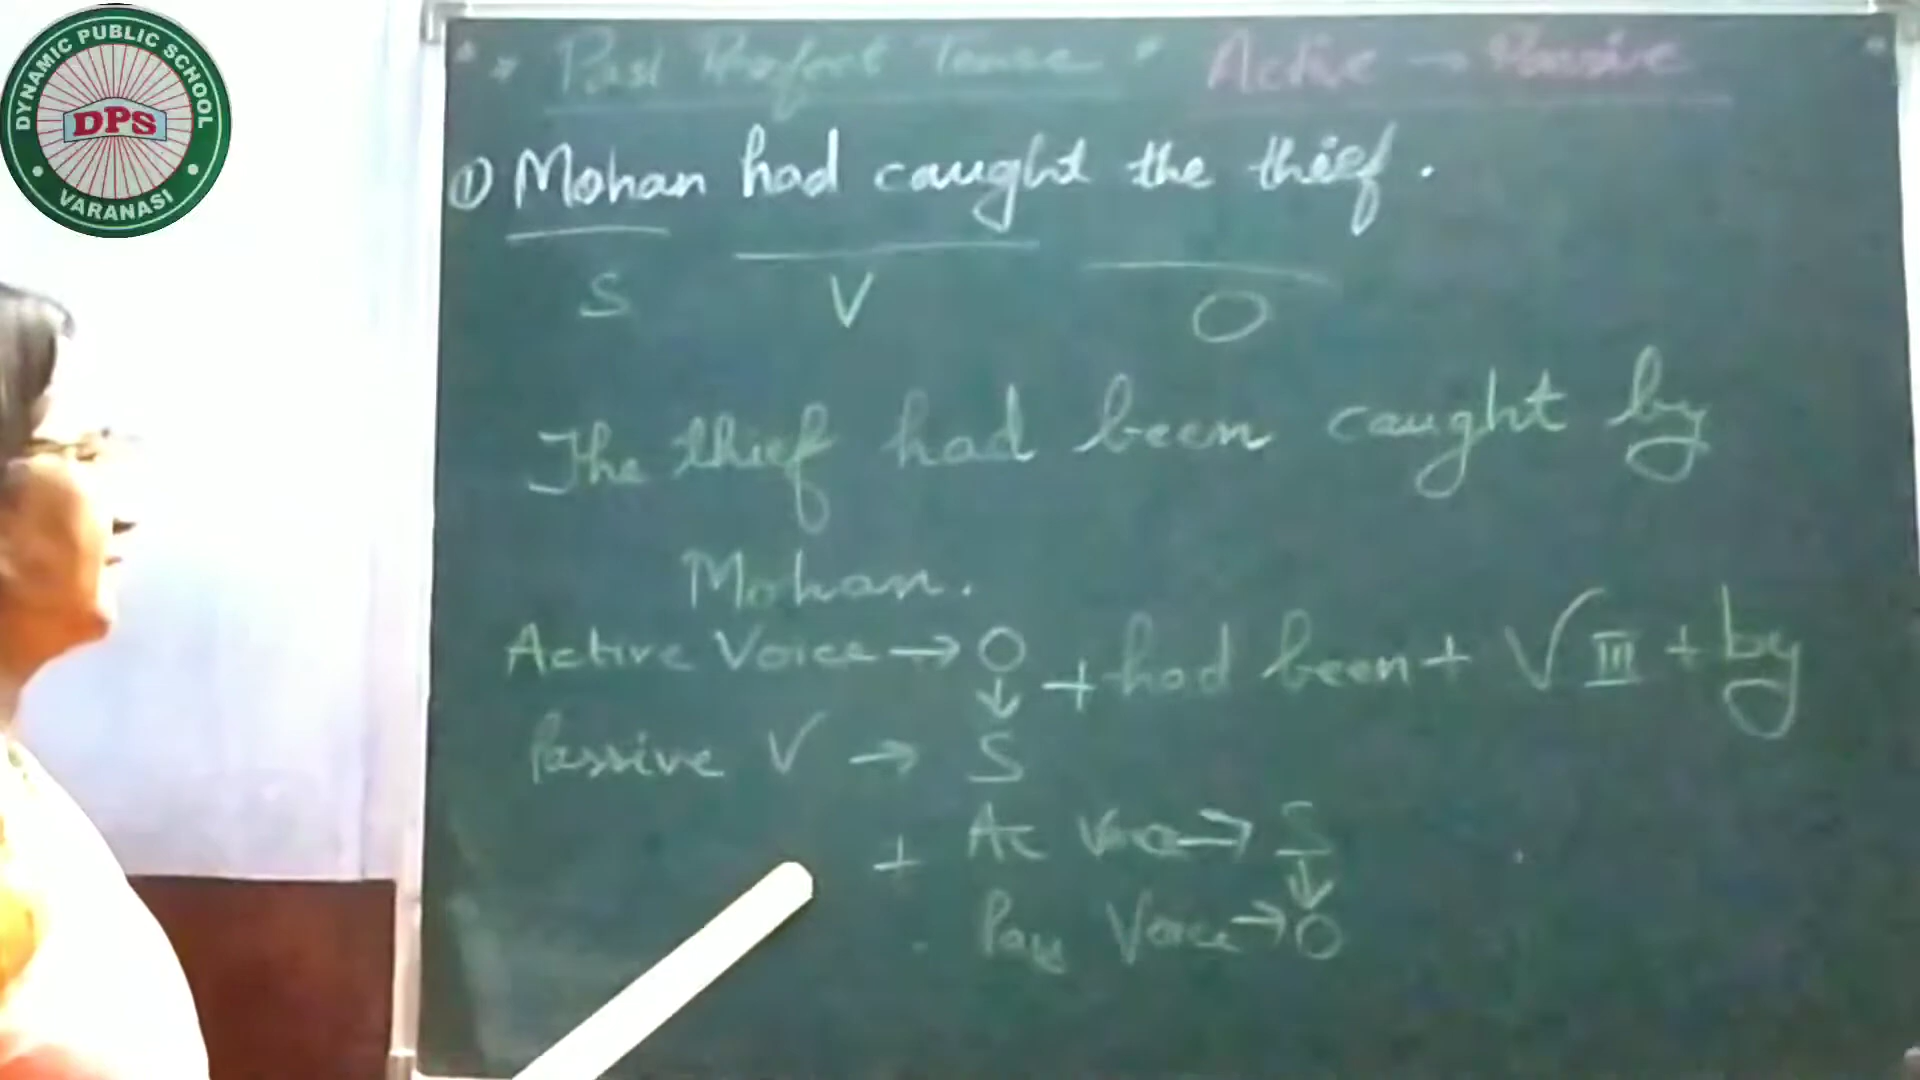 DYNAMIC PUBLIC SCHOOL
DPS
VARANASI
* Past Perfect Tense * Active → Passive *
① Mohan had caught the thief.
S V O
The thief had been caught by
Mohan.
Active Voice → O + had been + V III + by
↓
Passive V → S
+ Ac Voice → S
↓
Pass Voice → O